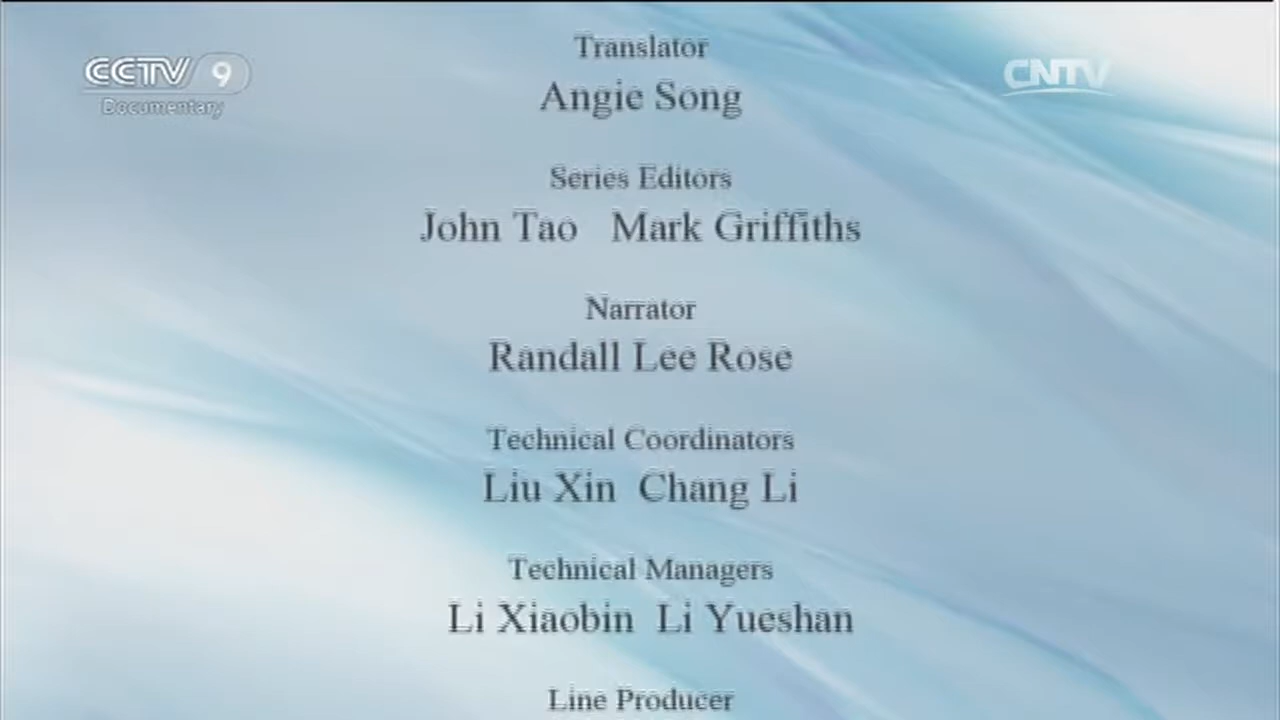 CCTV 9
Documentary
CNTV
Translator
Angie Song
Series Editors
John Tao Mark Griffiths
Narrator
Randall Lee Rose
Technical Coordinators
Liu Xin Chang Li
Technical Managers
Li Xiaobin Li Yueshan
Line Producer